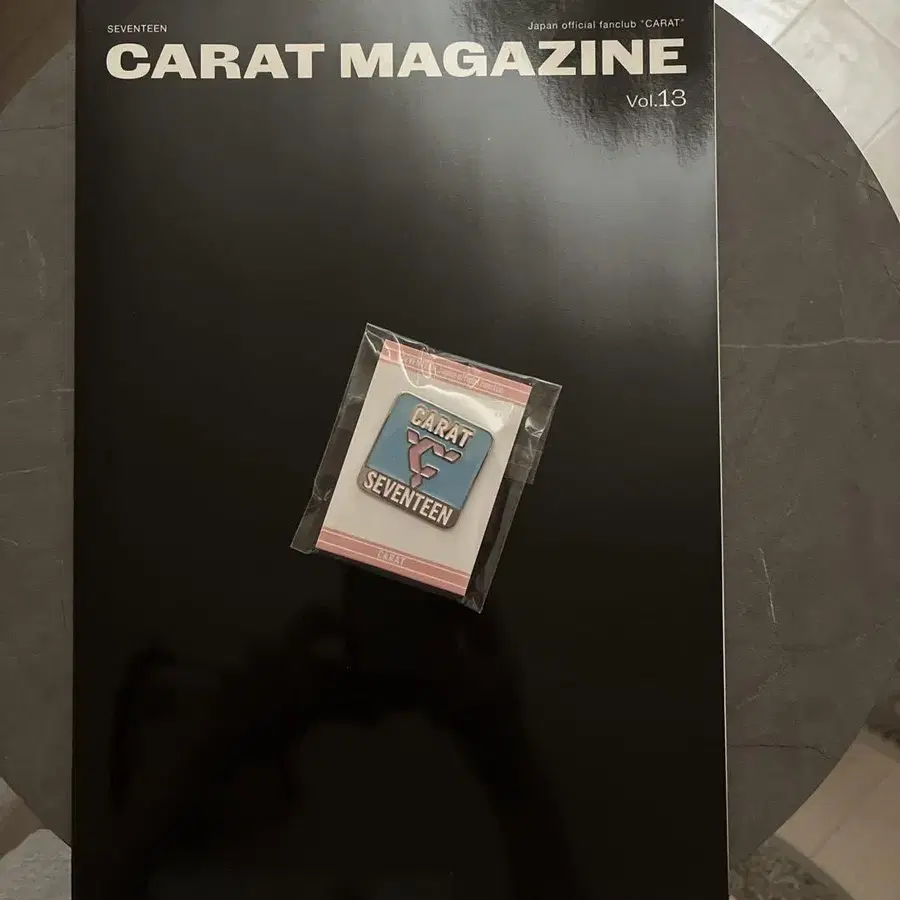 SEVENTEEN
Japan official fanclub "CARAT"
CARAT MAGAZINE
Vol.13
CARAT
SEVENTEEN
CARAT